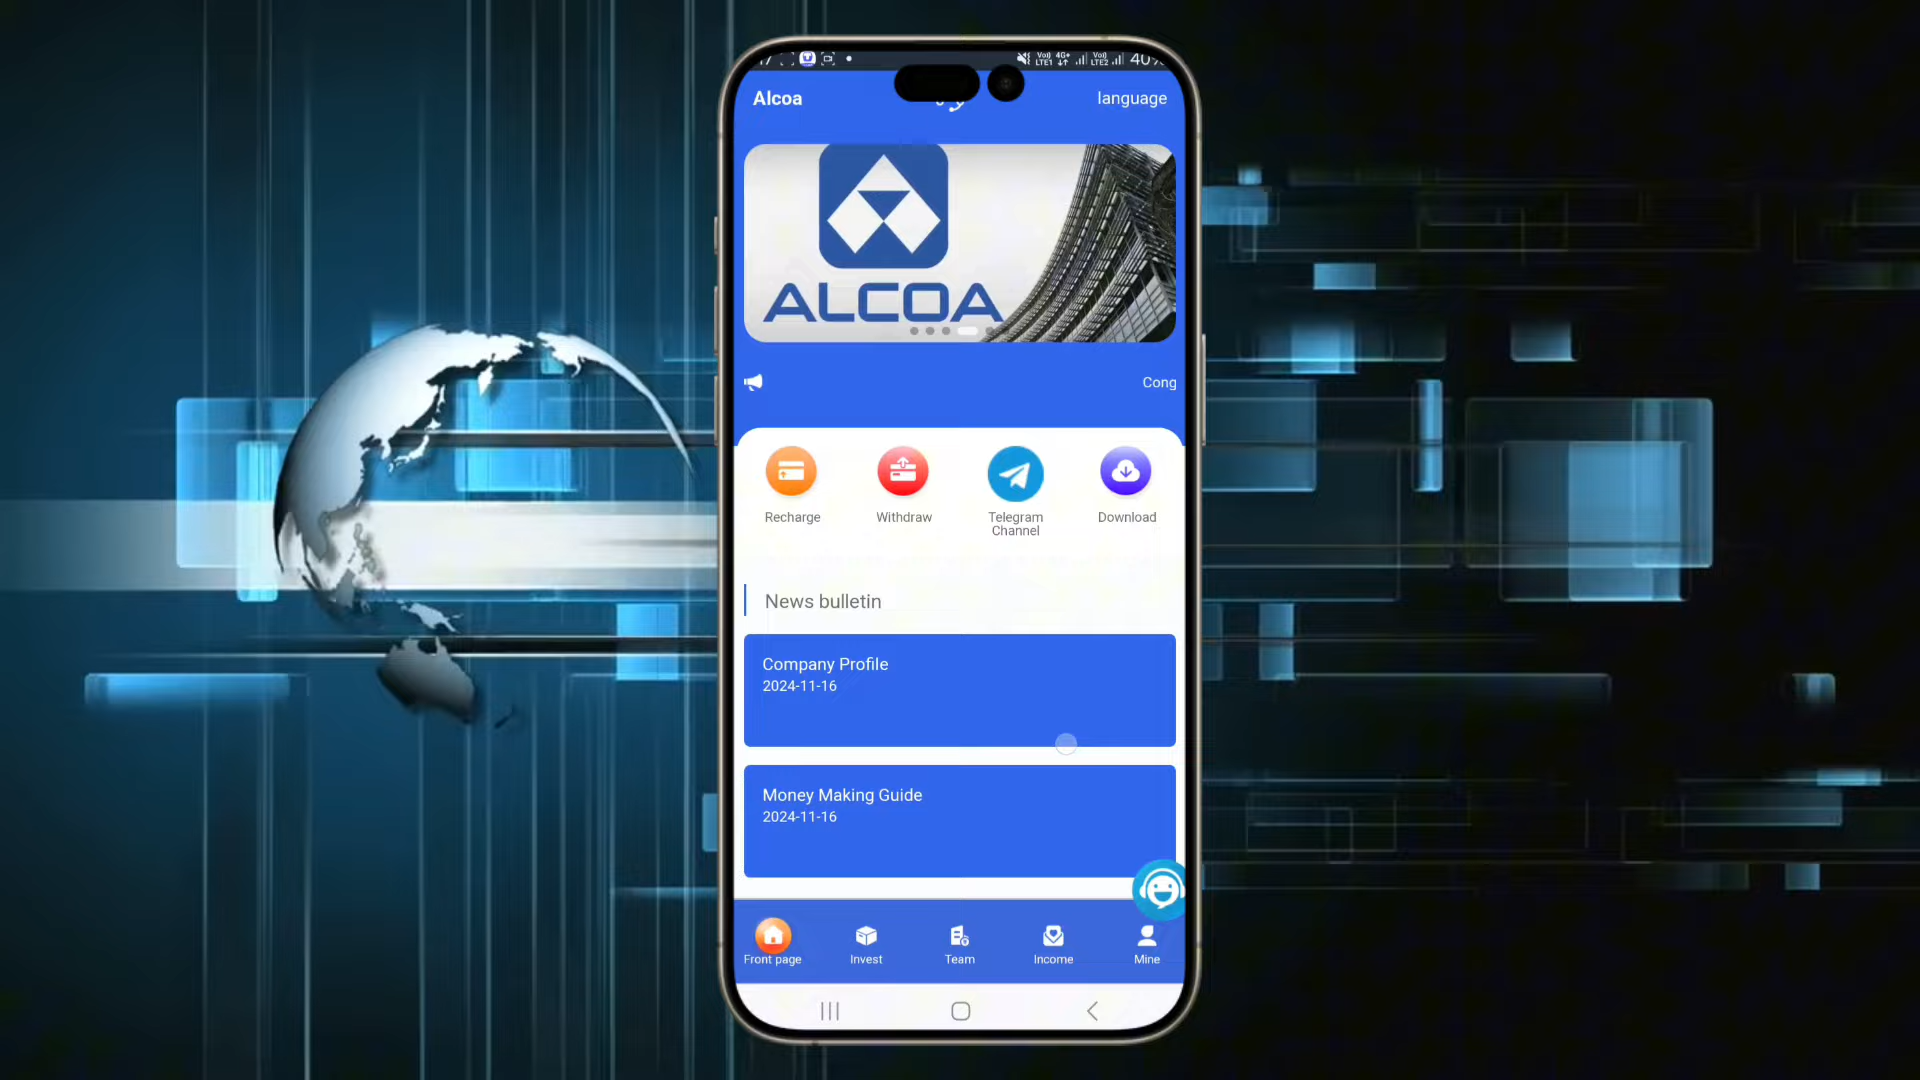 Alcoa
language
ALCOA
Cong
Recharge
Withdraw
Telegram
Channel
Download
News bulletin
Company Profile
2024-11-16
Money Making Guide
2024-11-16
Front page
Invest
Team
Income
Mine